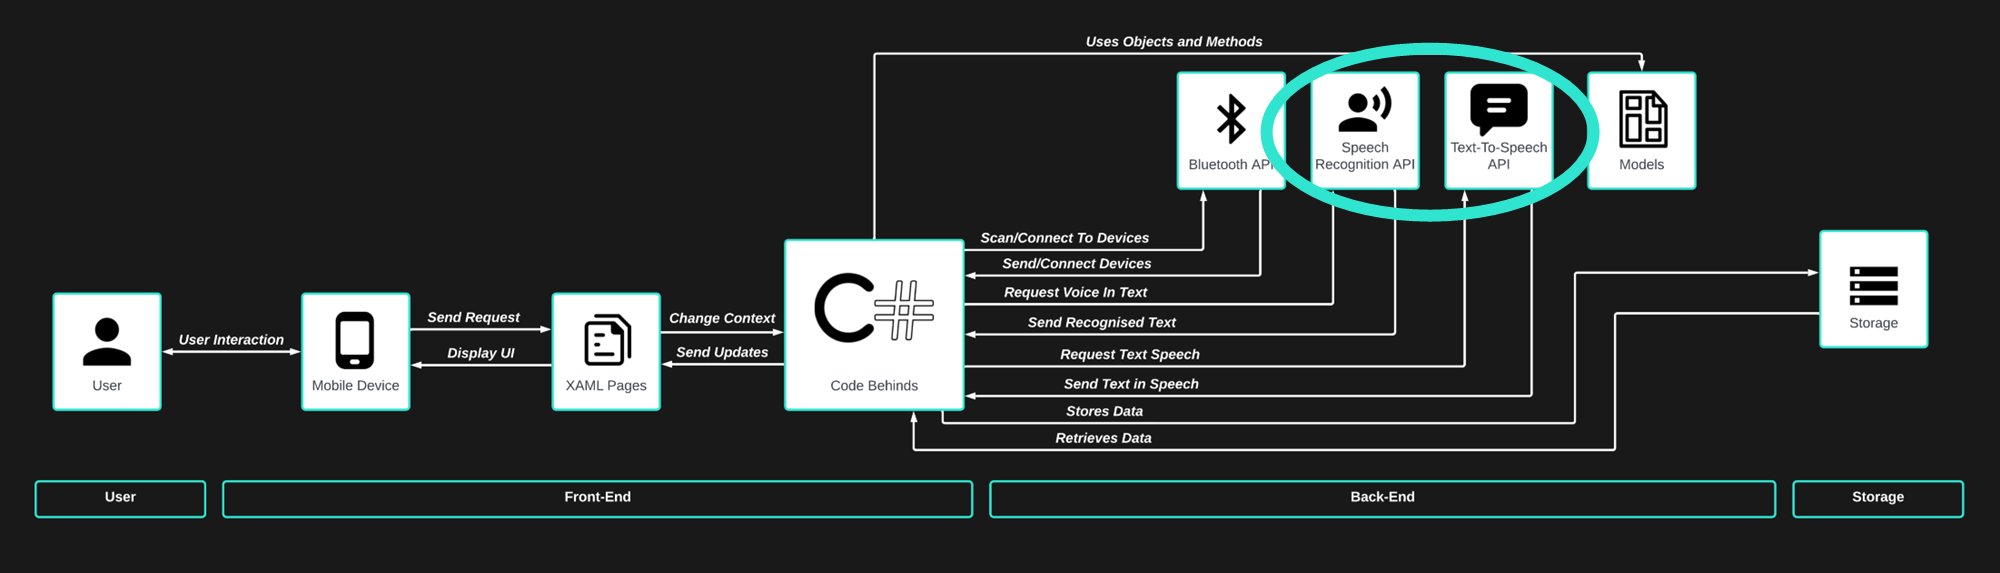 Uses Objects and Methods
Bluetooth API
Speech
Recognition API
Text-To-Speech
API
Models
Scan/Connect To Devices
Send/Connect Devices
Request Voice In Text
Send Recognised Text
Request Text Speech
Send Text in Speech
Stores Data
Retrieves Data
User Interaction
Send Request
Display UI
Change Context
Send Updates
User
Mobile Device
XAML Pages
C#
Code Behinds
Storage
User
Front-End
Back-End
Storage